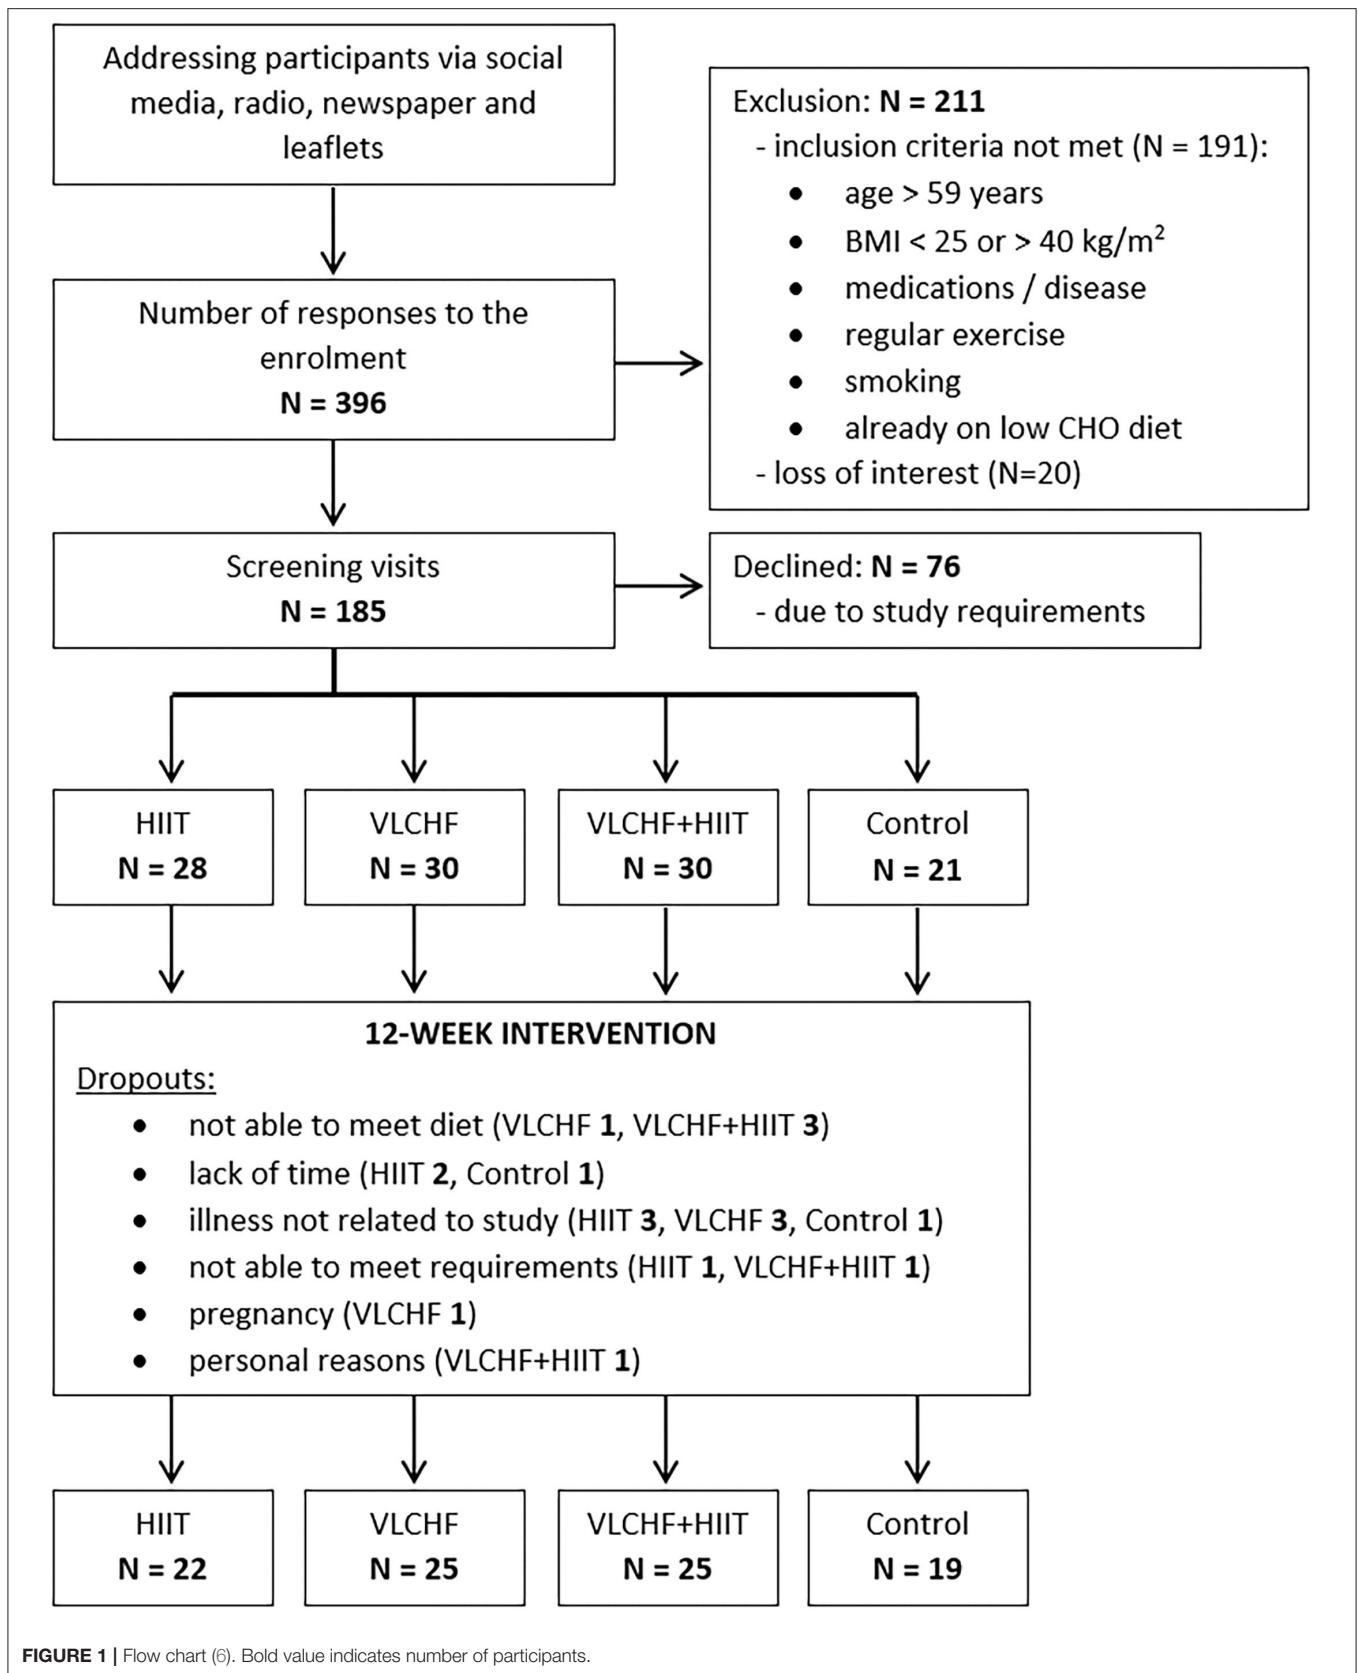 Addressing participants via social
media, radio, newspaper and
leaflets
Exclusion: N = 211
- inclusion criteria not met (N = 191):
• age > 59 years
• BMI < 25 or > 40 kg/m²
• medications / disease
• regular exercise
• smoking
• already on low CHO diet
- loss of interest (N=20)
Number of responses to the
enrolment
N = 396
Screening visits
N = 185
Declined: N = 76
- due to study requirements
HIIT
N = 28
VLCHF
N = 30
VLCHF+HIIT
N = 30
Control
N = 21
12-WEEK INTERVENTION
Dropouts:
• not able to meet diet (VLCHF 1, VLCHF+HIIT 3)
• lack of time (HIIT 2, Control 1)
• illness not related to study (HIIT 3, VLCHF 3, Control 1)
• not able to meet requirements (HIIT 1, VLCHF+HIIT 1)
• pregnancy (VLCHF 1)
• personal reasons (VLCHF+HIIT 1)
HIIT
N = 22
VLCHF
N = 25
VLCHF+HIIT
N = 25
Control
N = 19
FIGURE 1 | Flow chart (6). Bold value indicates number of participants.